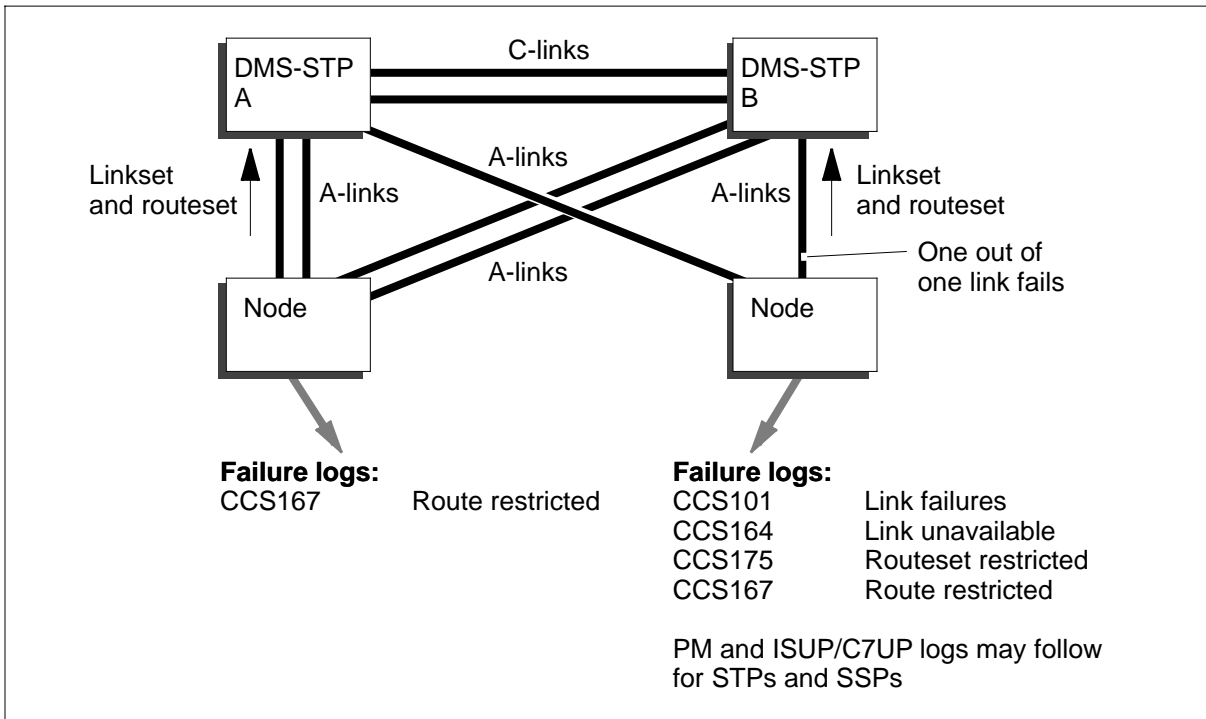 C-links
DMS-STP
A
DMS-STP
B
A-links
Linkset
and routeset
A-links
A-links
Linkset
and routeset
A-links
One out of
one link fails
Node
Node
Failure logs:
CCS167 Route restricted
Failure logs:
CCS101 Link failures
CCS164 Link unavailable
CCS175 Routeset restricted
CCS167 Route restricted
PM and ISUP/C7UP logs may follow
for STPs and SSPs